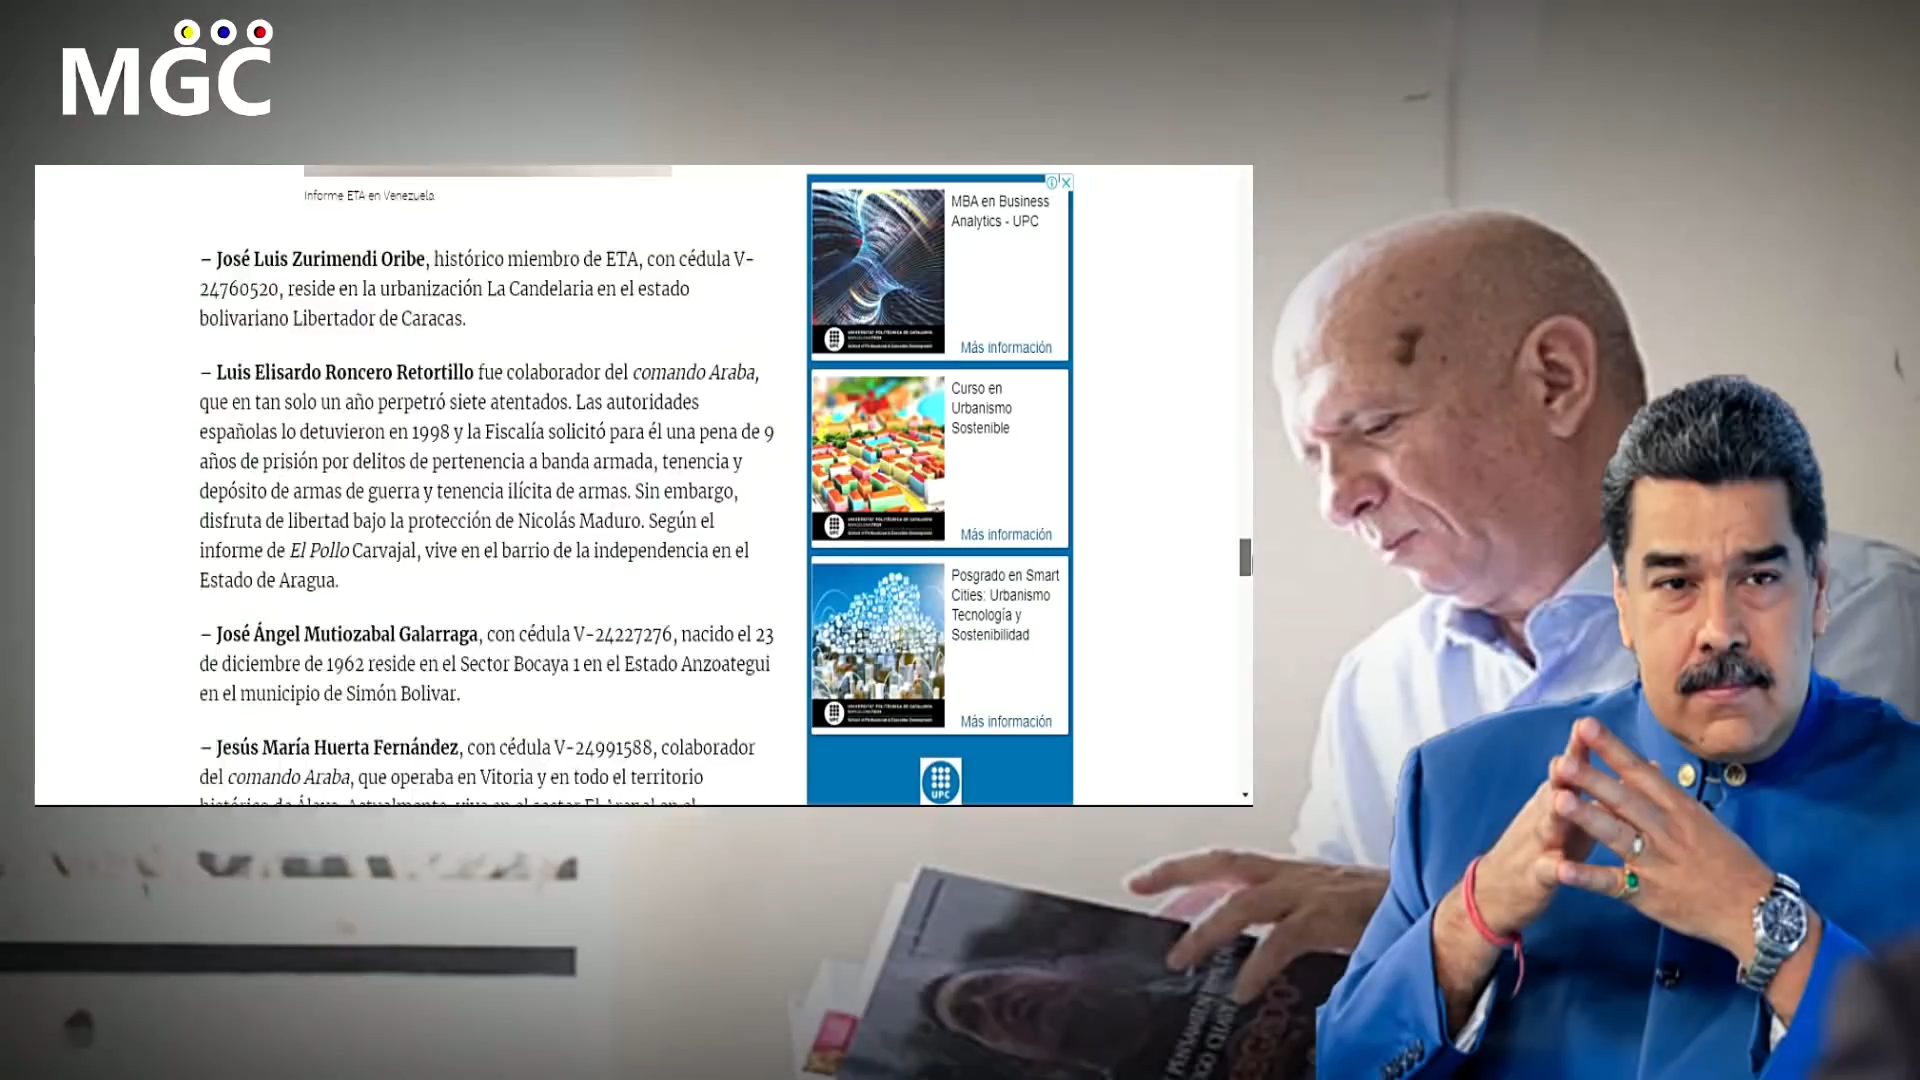 MGC
Informe ETA en Venezuela
– José Luis Zurimendi Oribe, histórico miembro de ETA, con cédula V-
24760520, reside en la urbanización La Candelaria en el estado
bolivariano Libertador de Caracas.
– Luis Elisardo Roncero Retortillo fue colaborador del comando Araba,
que en tan solo un año perpetró siete atentados. Las autoridades
españolas lo detuvieron en 1998 y la Fiscalía solicitó para él una pena de 9
años de prisión por delitos de pertenencia a banda armada, tenencia y
depósito de armas de guerra y tenencia ilícita de armas. Sin embargo,
disfruta de libertad bajo la protección de Nicolás Maduro. Según el
informe de El Pollo Carvajal, vive en el barrio de la independencia en el
Estado de Aragua.
– José Ángel Mutiozabal Galarraga, con cédula V-24227276, nacido el 23
de diciembre de 1962 reside en el Sector Bocaya 1 en el Estado Anzoategui
en el municipio de Simón Bolivar.
– Jesús María Huerta Fernández, con cédula V-24991588, colaborador
del comando Araba, que operaba en Vitoria y en todo el territorio
MBA en Business
Analytics - UPC
Más información
Curso en
Urbanismo
Sostenible
Más información
Posgrado en Smart
Cities: Urbanismo
Tecnología y
Sostenibilidad
Más información
UPC